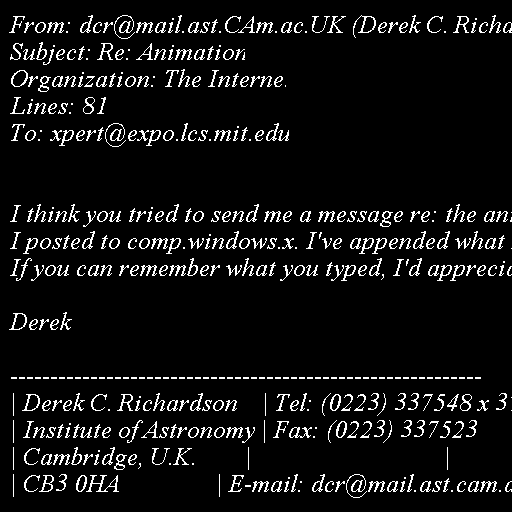 From: dcr@mail.ast.CAm.ac.UK (Derek C. Richa
Subject: Re: Animation
Organization: The Interne
Lines: 81
To: xpert@expo.lcs.mit.edu
I think you tried to send me a message re: the
I posted to comp.windows.x. I've appended what
If you can remember what you typed, I'd apprecia
Derek
-----------------------------------------------------------
| Derek C. Richardson | Tel: (0223) 337548 x
| Institute of Astronomy | Fax: (0223) 337523
| Cambridge, U.K. | |
| CB3 0HA | E-mail: dcr@mail.ast.cam.